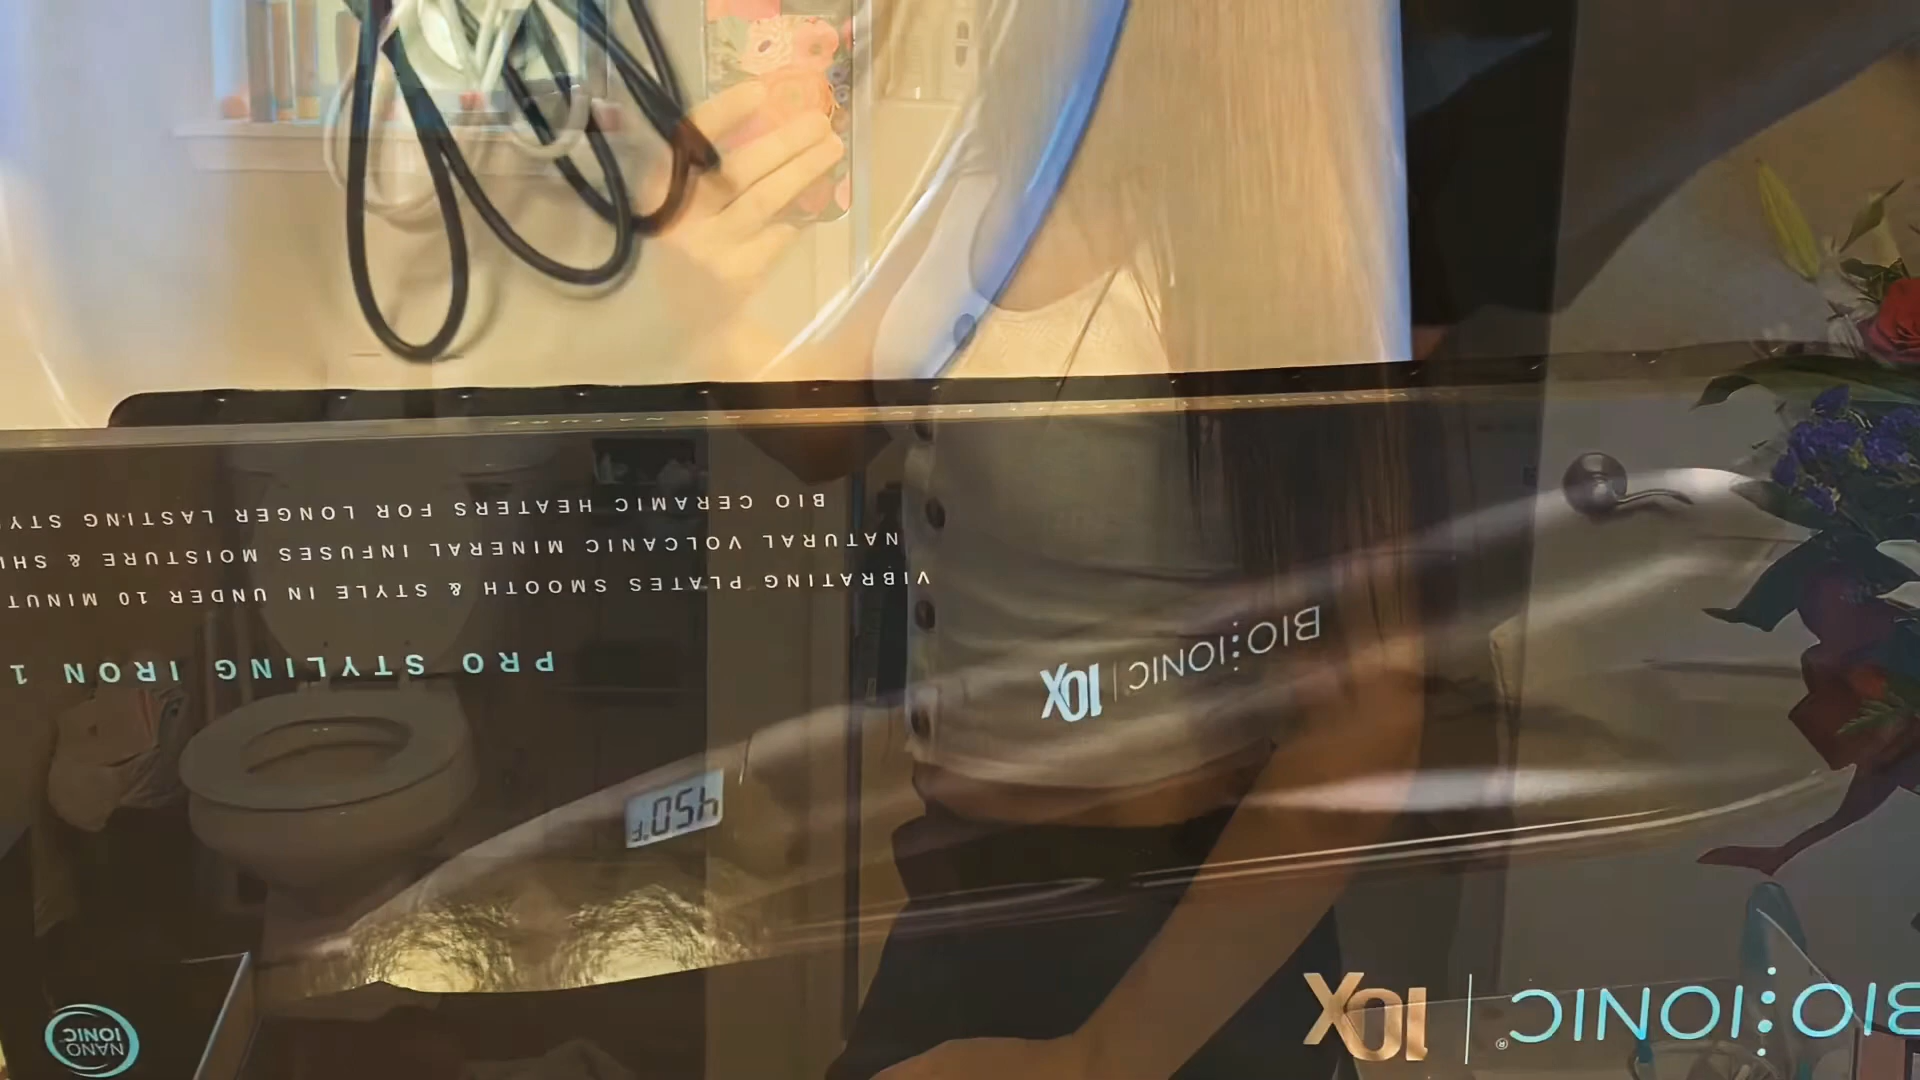 BIO:IONIC® | 10X
NANO
IONIC
450°F
BIO:IONIC | 10X
PRO STYLING IRON 1
VIBRATING PLATES SMOOTH & STYLE IN UNDER 10 MINUT
NATURAL VOLCANIC MINERAL INFUSES MOISTURE & SHI
BIO CERAMIC HEATERS FOR LONGER LASTING STY